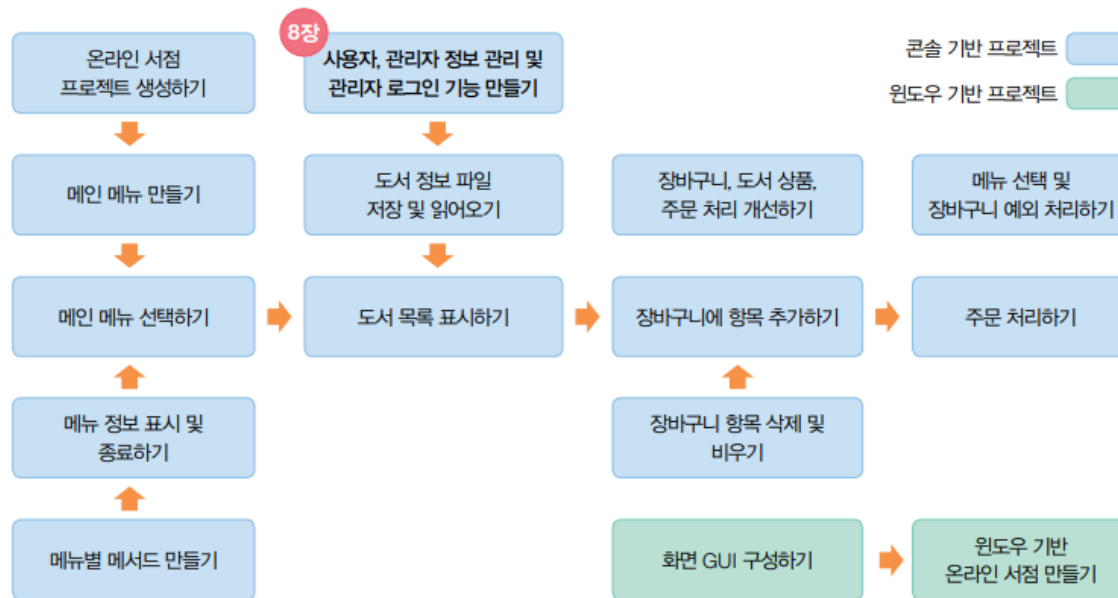 8장
온라인 서점
프로젝트 생성하기
사용자, 관리자 정보 관리 및
관리자 로그인 기능 만들기
콘솔 기반 프로젝트
윈도우 기반 프로젝트
메인 메뉴 만들기
도서 정보 파일
저장 및 읽어오기
장바구니, 도서 상품,
주문 처리 개선하기
메뉴 선택 및
장바구니 예외 처리하기
메인 메뉴 선택하기
도서 목록 표시하기
장바구니에 항목 추가하기
주문 처리하기
메뉴 정보 표시 및
종료하기
장바구니 항목 삭제 및
비우기
메뉴별 메서드 만들기
화면 GUI 구성하기
윈도우 기반
온라인 서점 만들기